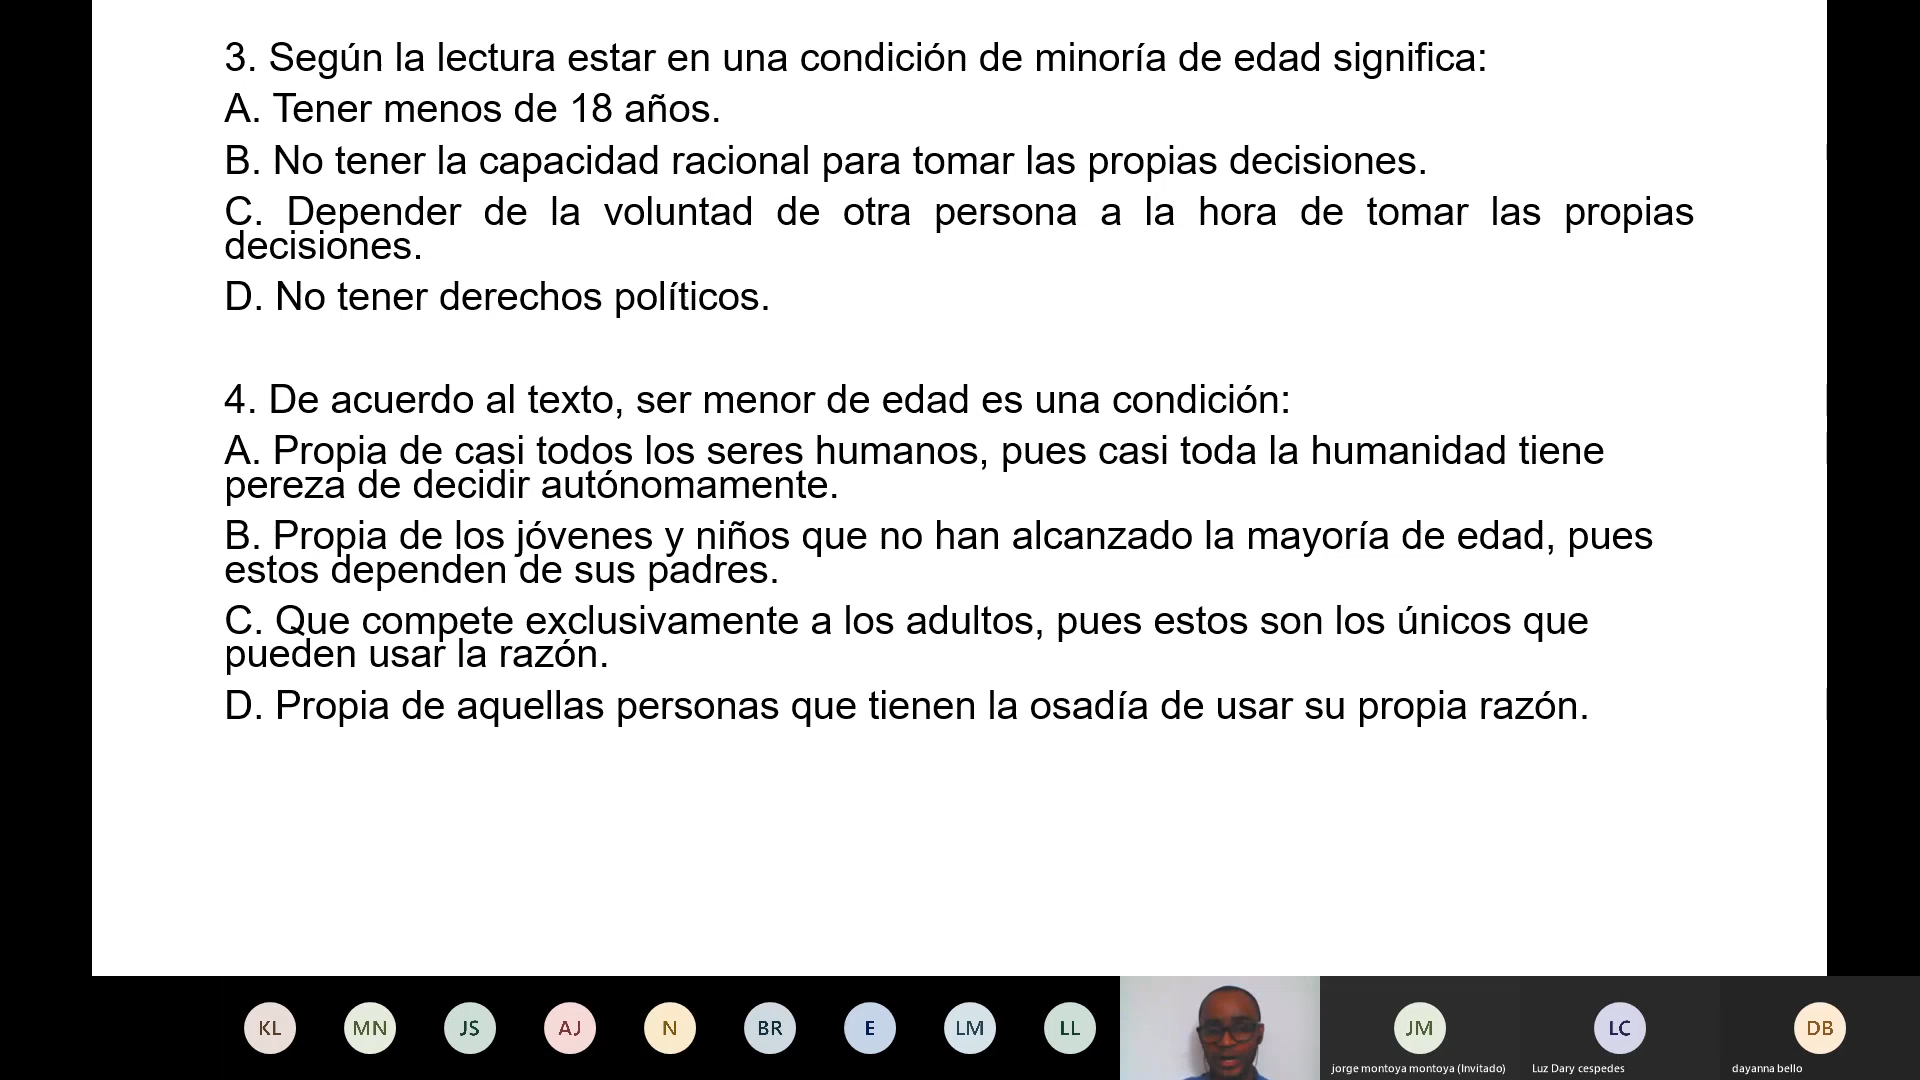 3. Según la lectura estar en una condición de minoría de edad significa:
A. Tener menos de 18 años.
B. No tener la capacidad racional para tomar las propias decisiones.
C. Depender de la voluntad de otra persona a la hora de tomar las propias
decisiones.
D. No tener derechos políticos.
4. De acuerdo al texto, ser menor de edad es una condición:
A. Propia de casi todos los seres humanos, pues casi toda la humanidad tiene
pereza de decidir autónomamente.
B. Propia de los jóvenes y niños que no han alcanzado la mayoría de edad, pues
estos dependen de sus padres.
C. Que compete exclusivamente a los adultos, pues estos son los únicos que
pueden usar la razón.
D. Propia de aquellas personas que tienen la osadía de usar su propia razón.
KL MN JS AJ N BR E LM LL JM LC DB
jorge montoya montoya (Invitado) Luz Dary cespedes dayanna bello